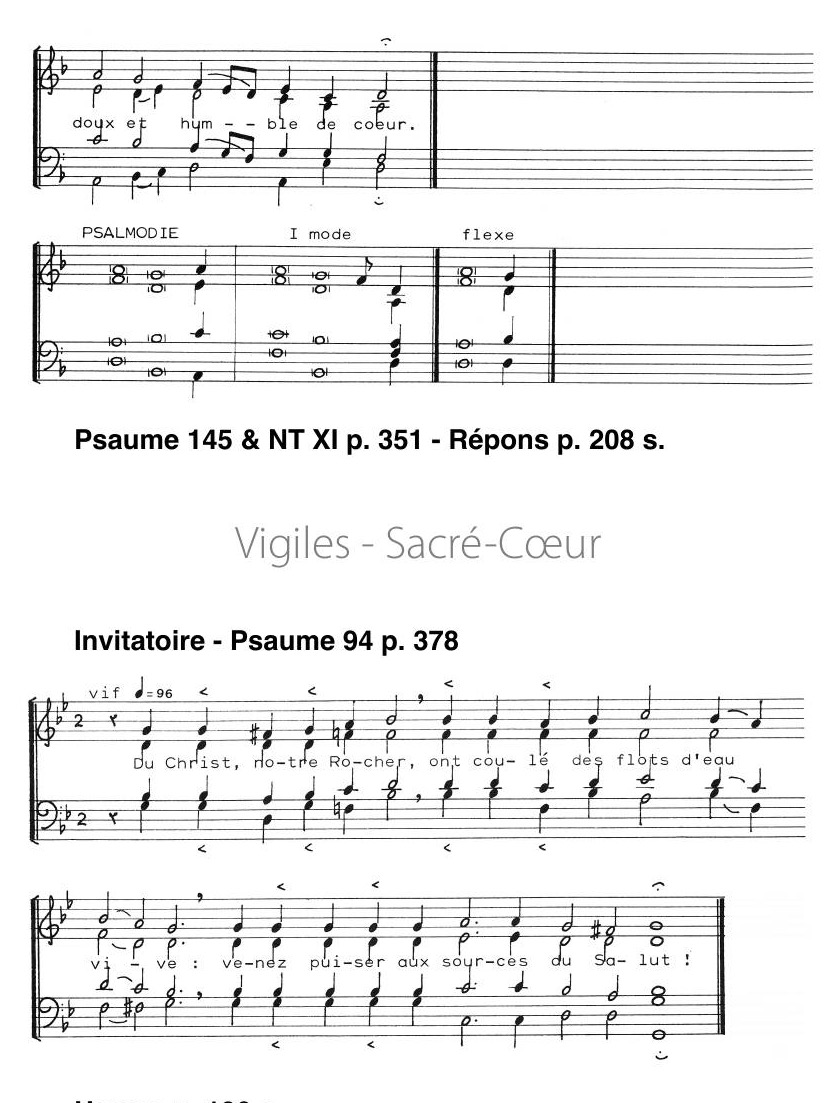 doux et hum - - ble de coeur.
PSALMODIE I mode flexe
Psaume 145 & NT XI p. 351 - Répons p. 208 s.
Vigiles - Sacré-Cœur
Invitatoire - Psaume 94 p. 378
vif ♩=96
2
Du Christ, no-tre Ro-cher, ont cou- lé des flots d'eau
2
vi - ve : ve-nez pui-ser aux sour-ces du Sa- lut !